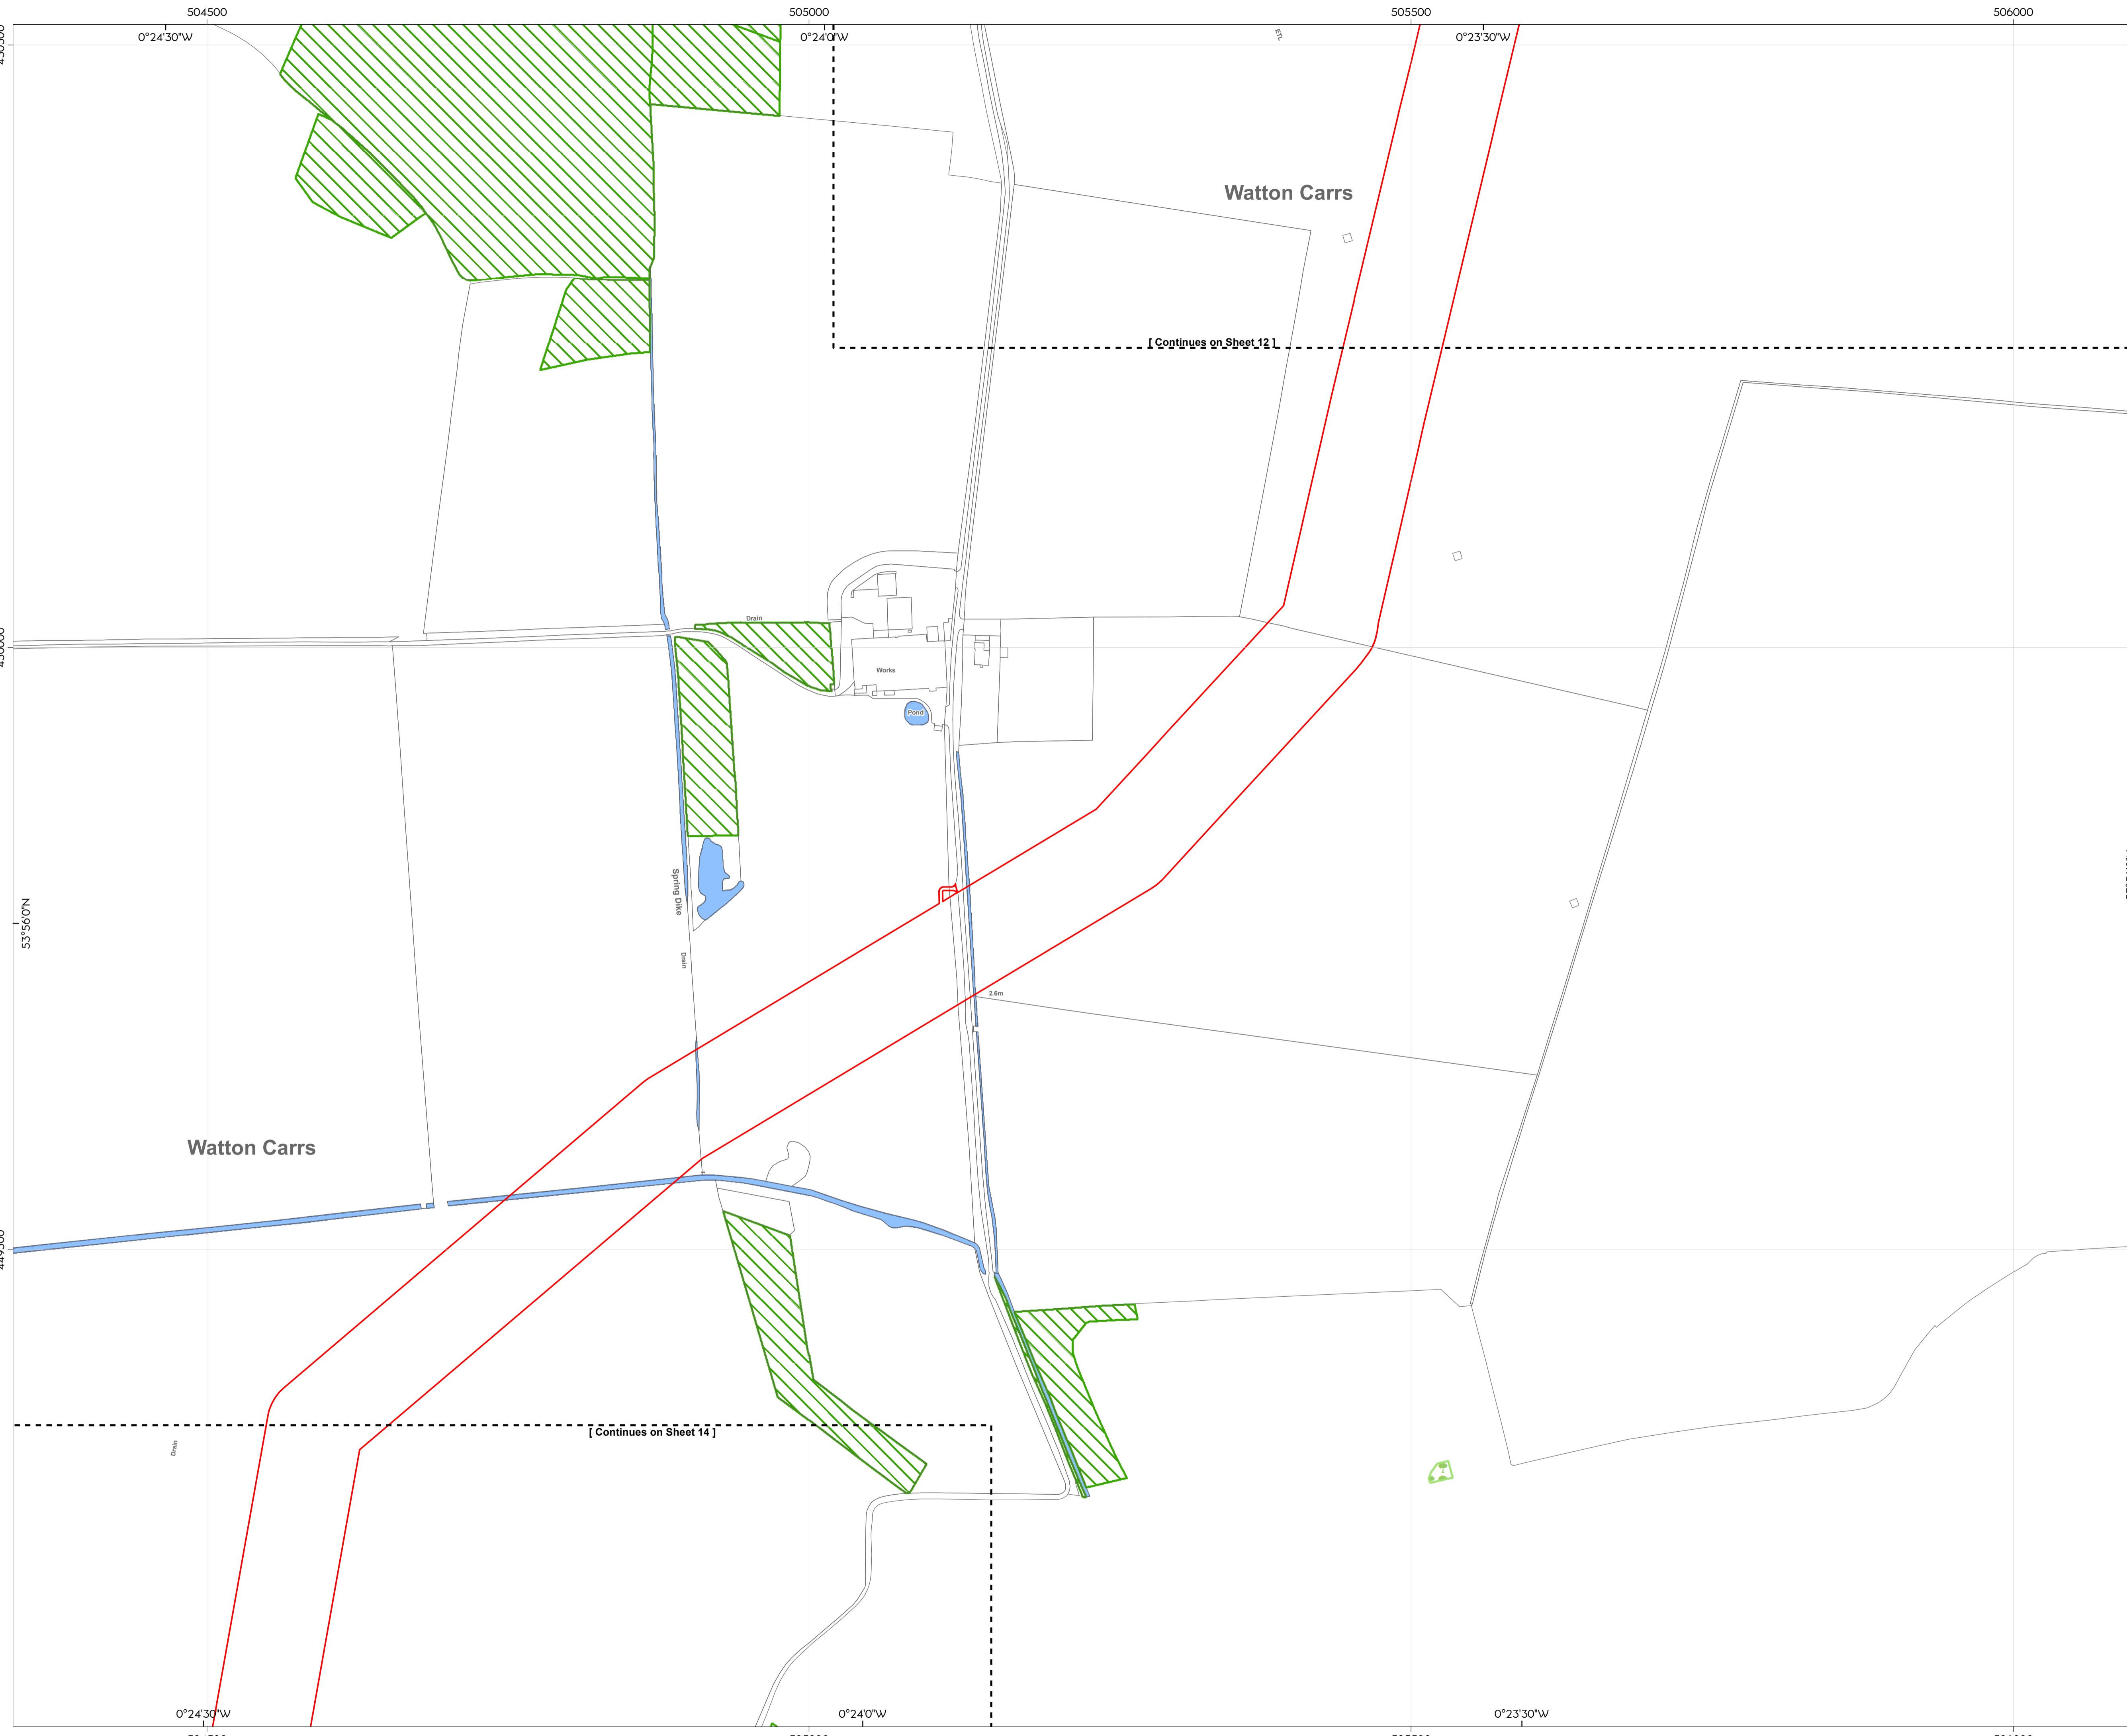 504500
505000
505500
506000
0°24'30"W
0°24'0"W
ETL
0°23'30"W
Watton Carrs
[ Continues on Sheet 12 ]
Drain
Works
Pond
Spring Dike
53°56'0"N
Drain
2.6m
Watton Carrs
[ Continues on Sheet 14 ]
Drain
0°24'30"W
0°24'0"W
0°23'30"W